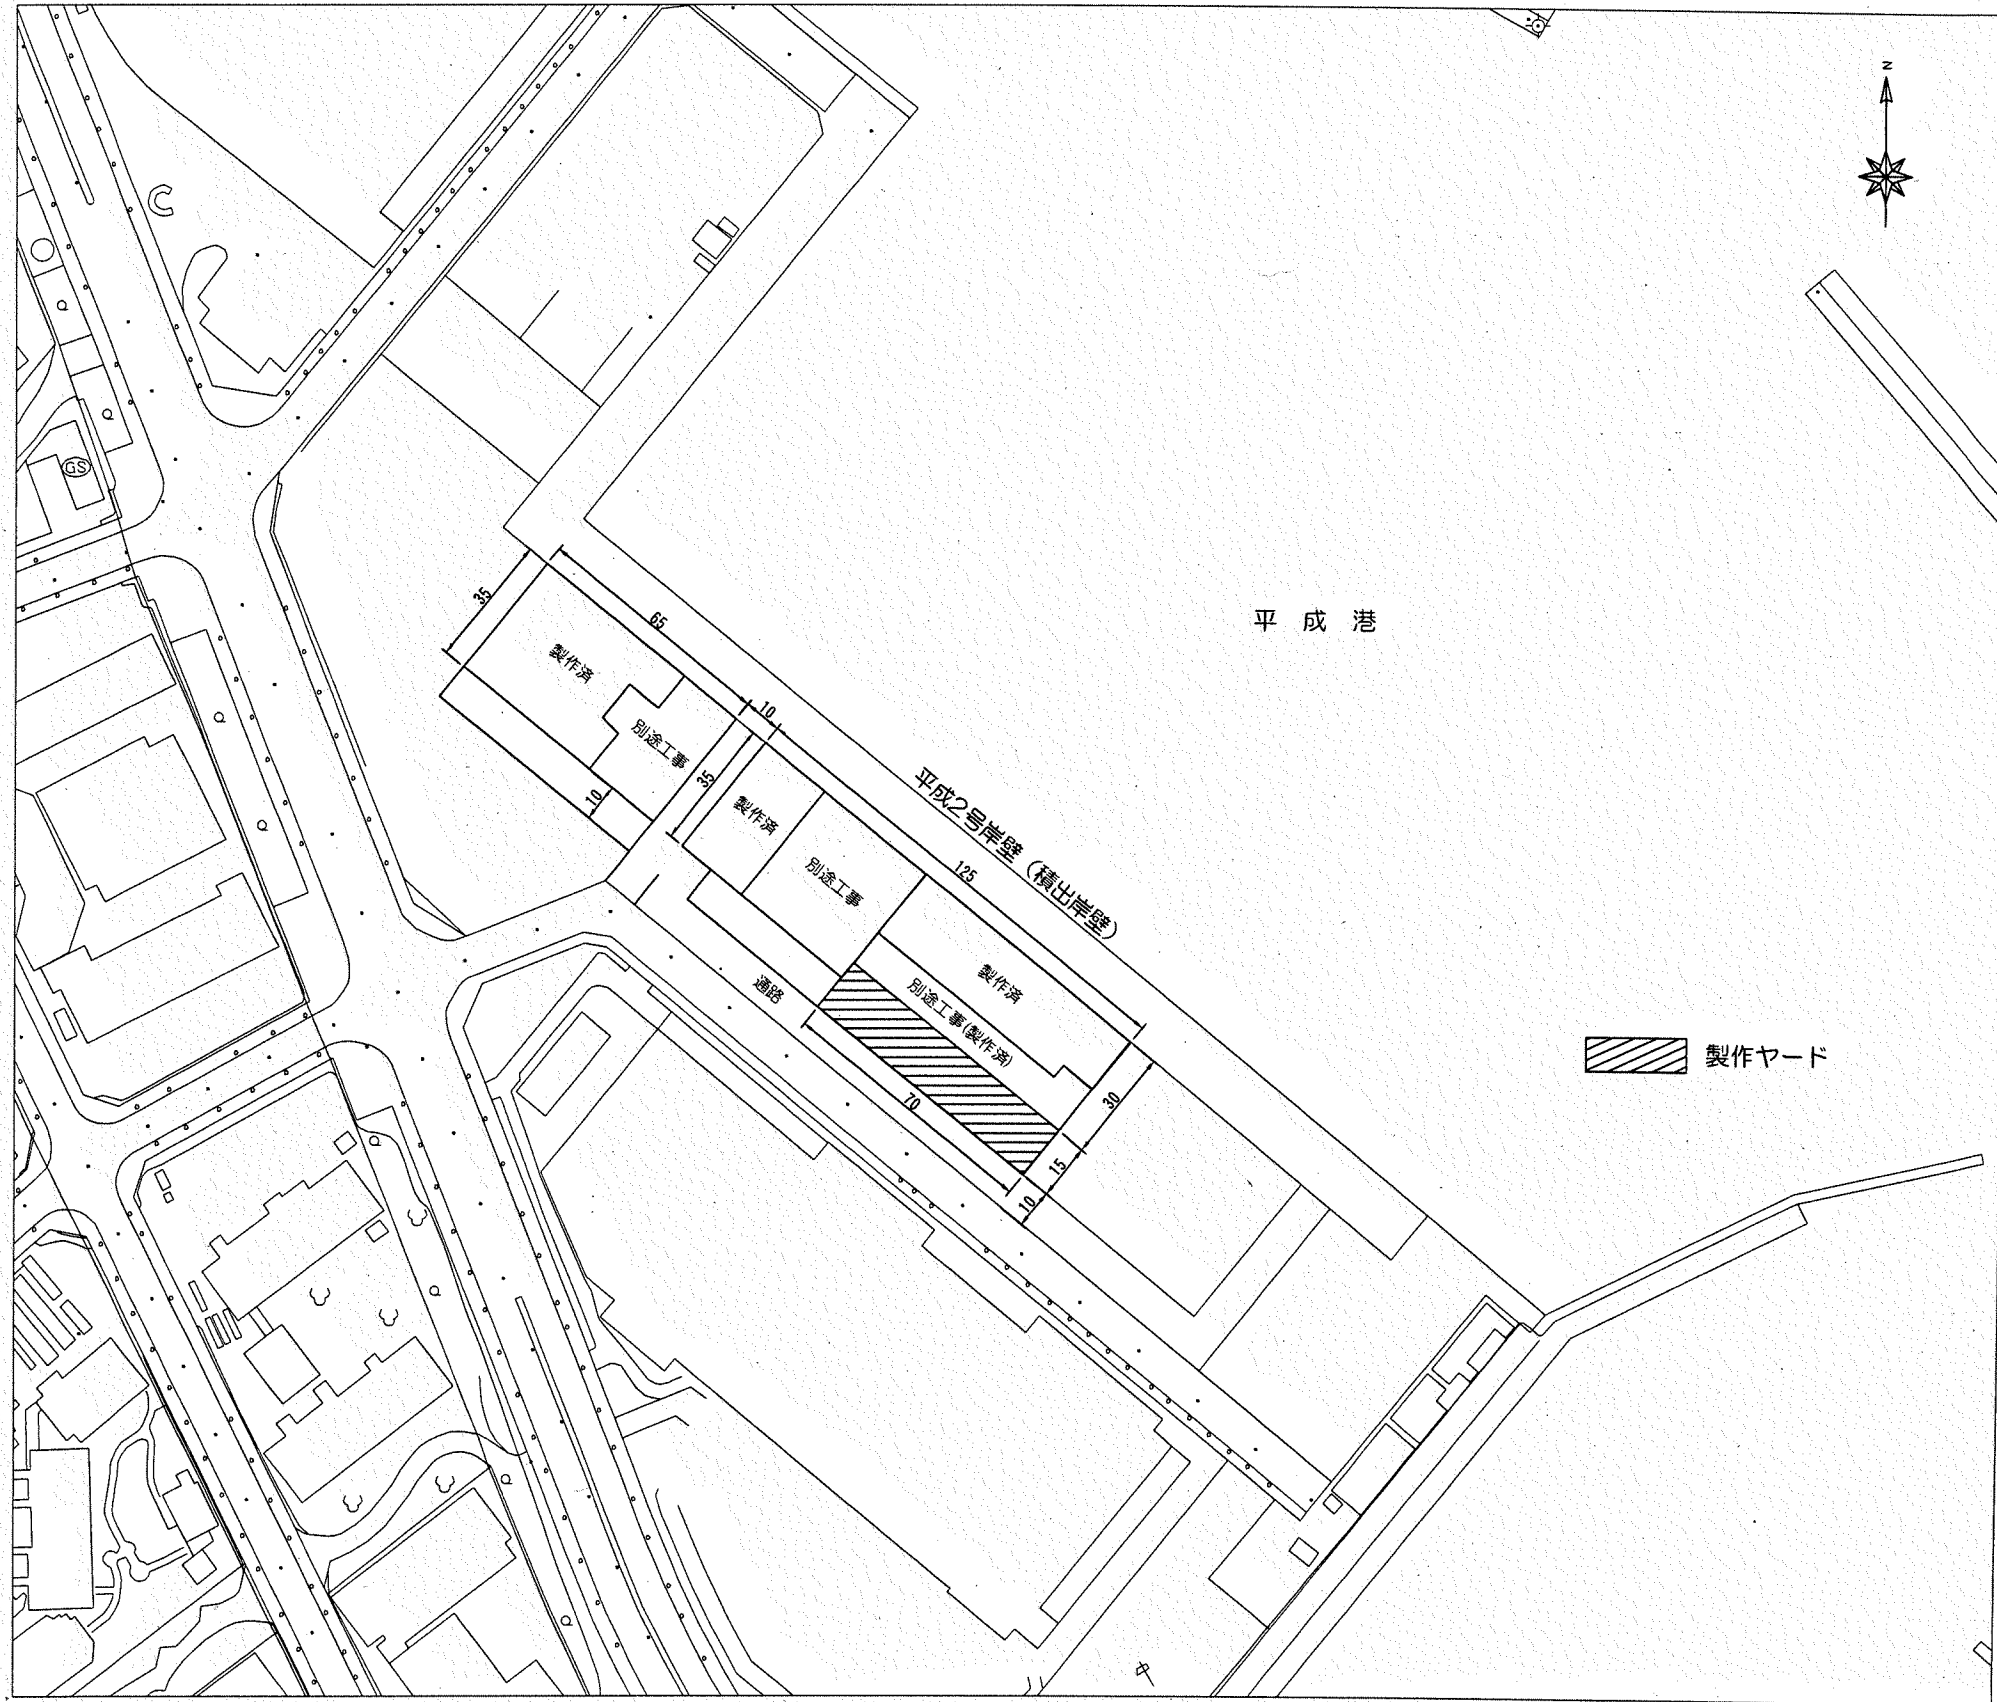 N
GS
平成港
35
65
製作済
別途工事
10
10
35
製作済
別途工事
平成2号岸壁(積出岸壁)
125
通路
製作済
別途工事(製作済)
70
30
15
10
製作ヤード